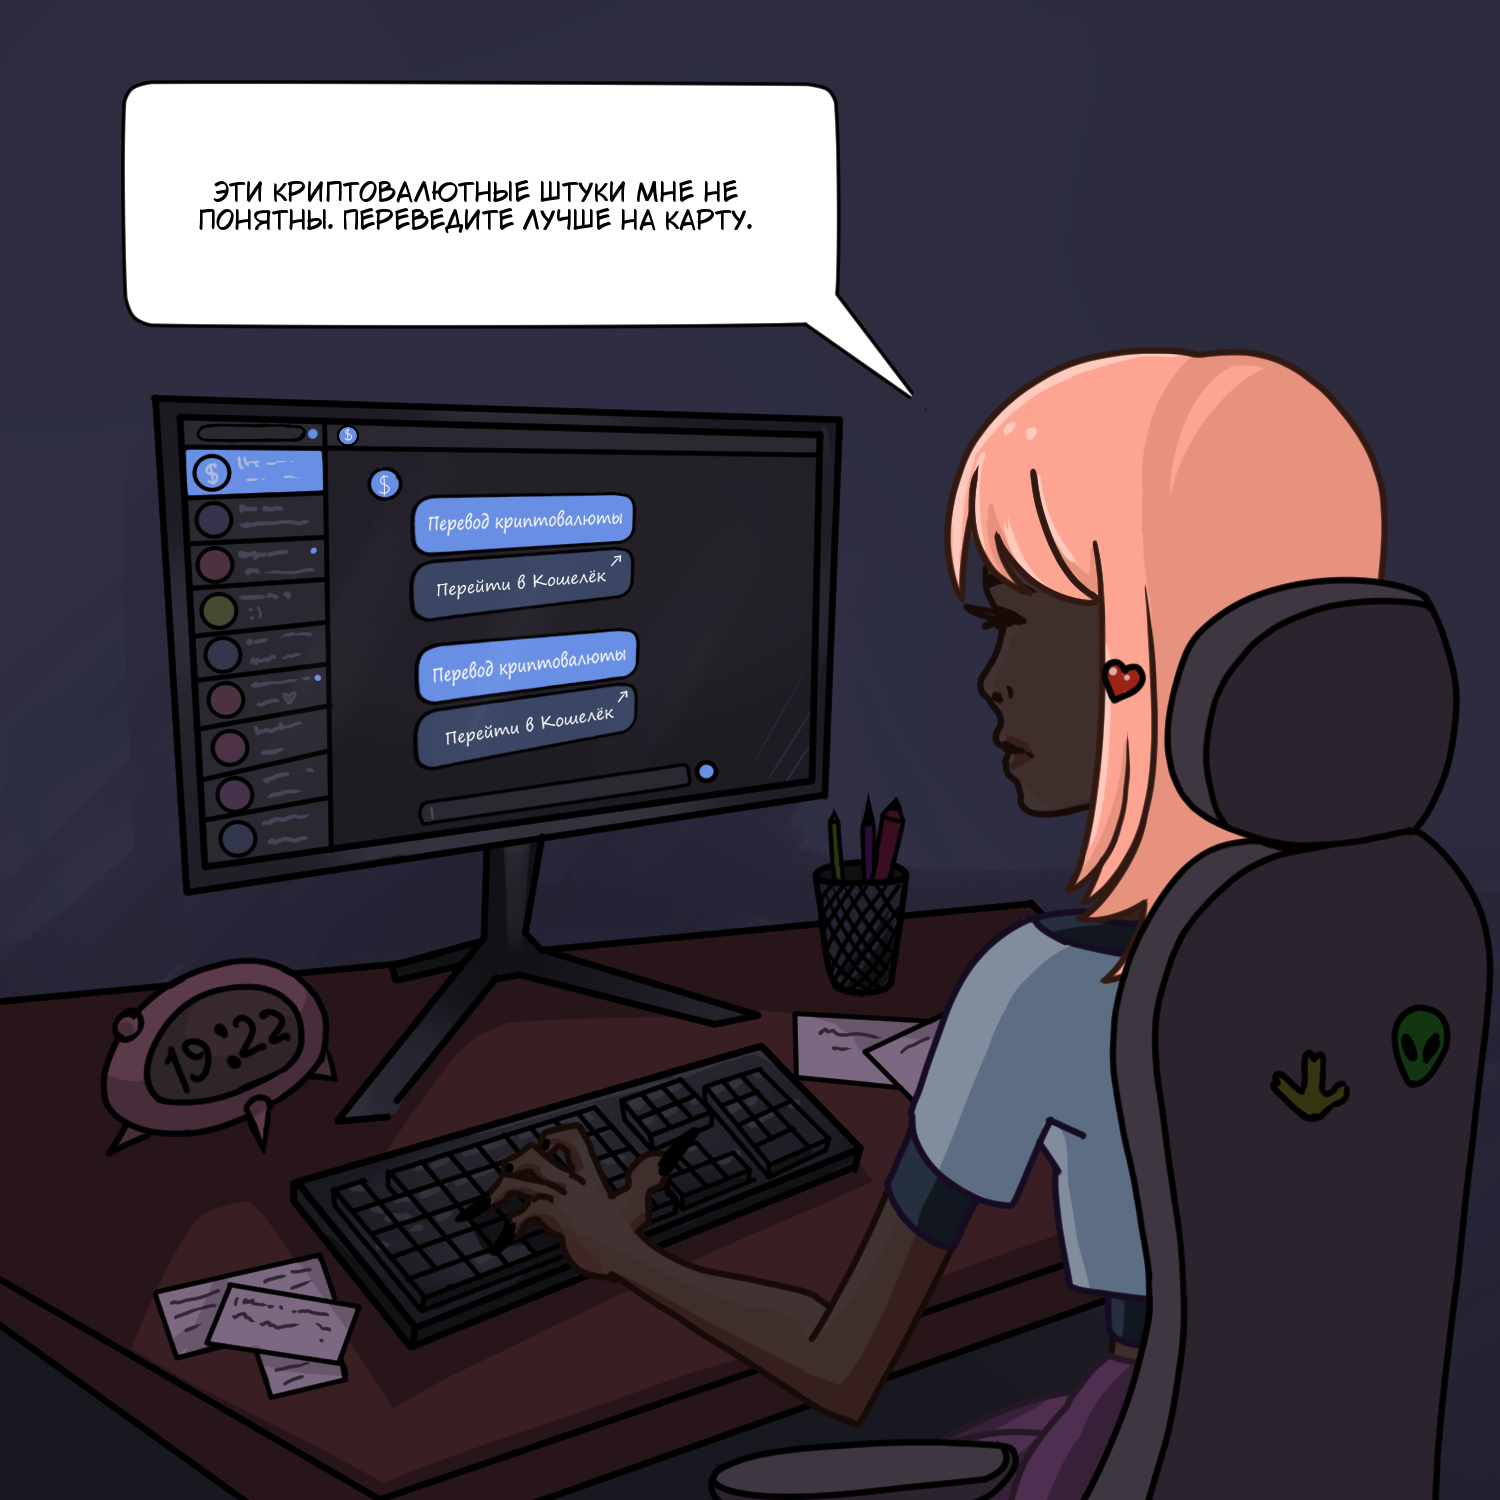 ЭТИ КРИПТОВАЛЮТНЫЕ ШТУКИ МНЕ НЕ
ПОНЯТНЫ. ПЕРЕВЕДИТЕ ЛУЧШЕ НА КАРТУ.
$
$
$
Перевод криптовалюты
Перейти в Кошелёк
:)
Перевод криптовалюты
Перейти в Кошелёк
19:22